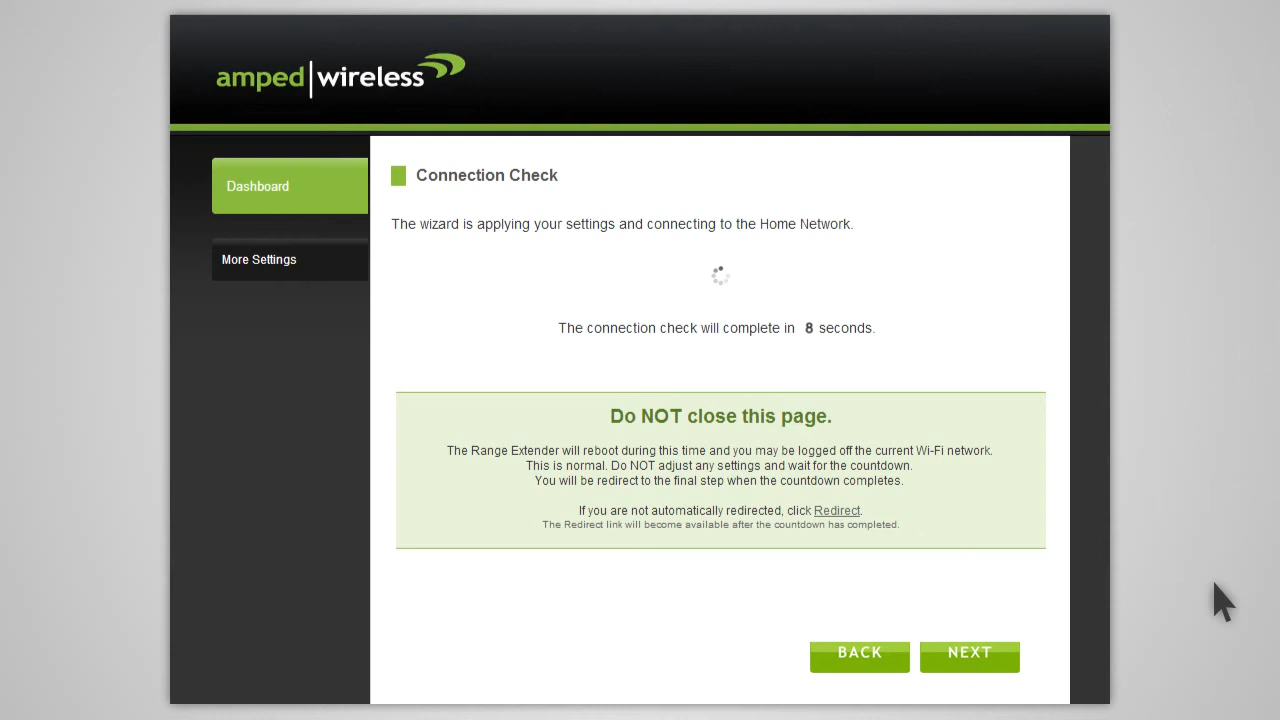 amped|wireless
Dashboard
More Settings
Connection Check
The wizard is applying your settings and connecting to the Home Network.
The connection check will complete in 8 seconds.
Do NOT close this page.
The Range Extender will reboot during this time and you may be logged off the current Wi-Fi network.
This is normal. Do NOT adjust any settings and wait for the countdown.
You will be redirect to the final step when the countdown completes.
If you are not automatically redirected, click Redirect.
The Redirect link will become available after the countdown has completed.
BACK NEXT